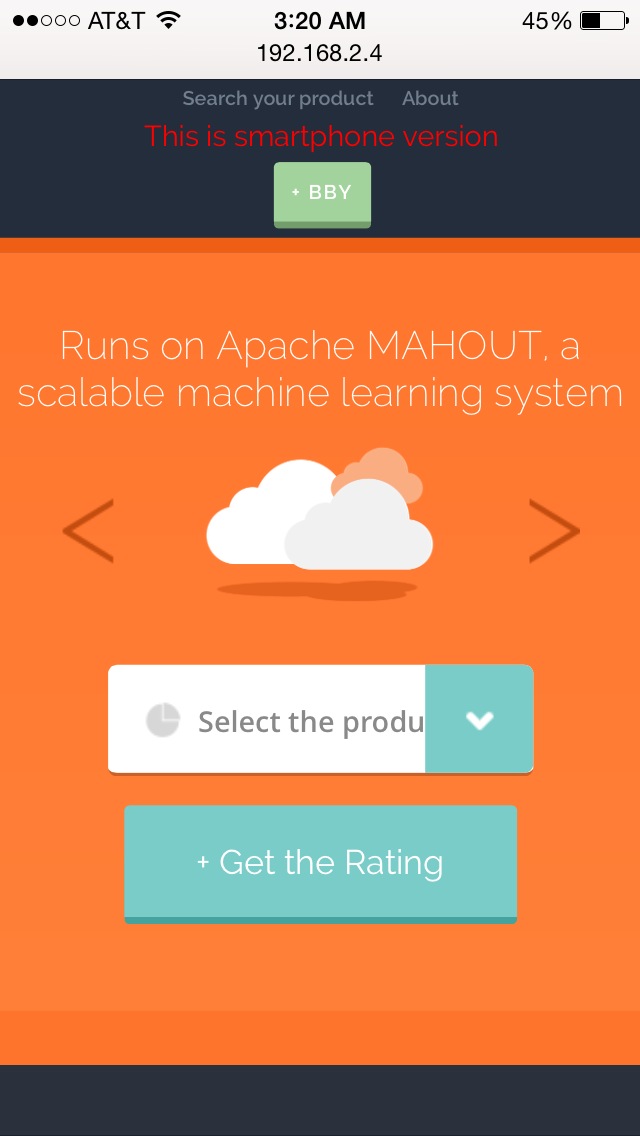 AT&T 3:20 AM 45%
192.168.2.4
Search your product About
This is smartphone version
+ BBY
Runs on Apache MAHOUT, a
scalable machine learning system
Select the produ
+ Get the Rating